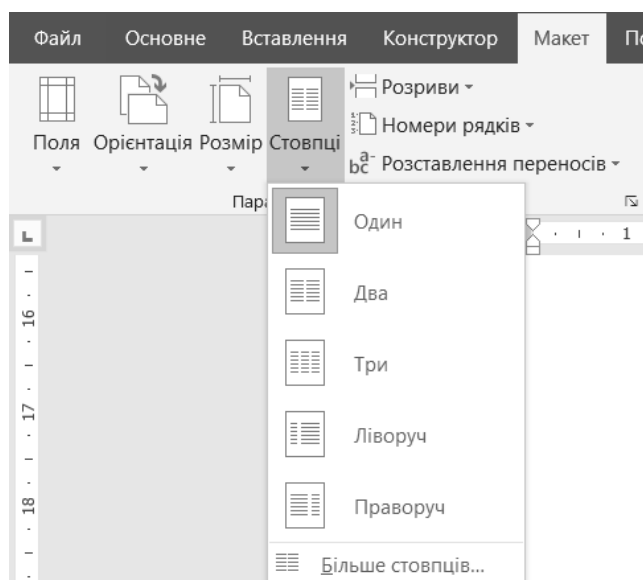 Файл Основне Вставлення Конструктор Макет
Поля Орієнтація Розмір Стовпці
Розриви
Номери рядків
Розставлення переносів
Один
Два
Три
Ліворуч
Праворуч
Більше стовпців...
1
16
17
18